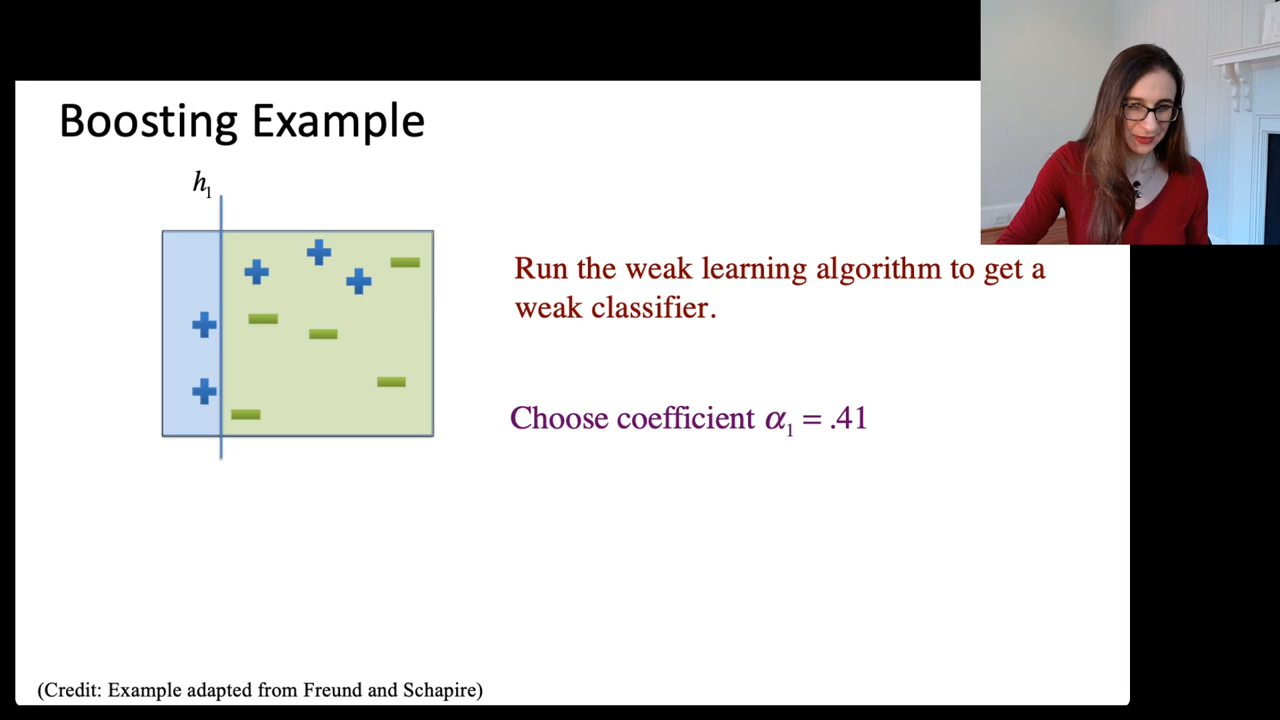 Boosting Example
h1
Run the weak learning algorithm to get a
weak classifier.
Choose coefficient α1 = .41
(Credit: Example adapted from Freund and Schapire)